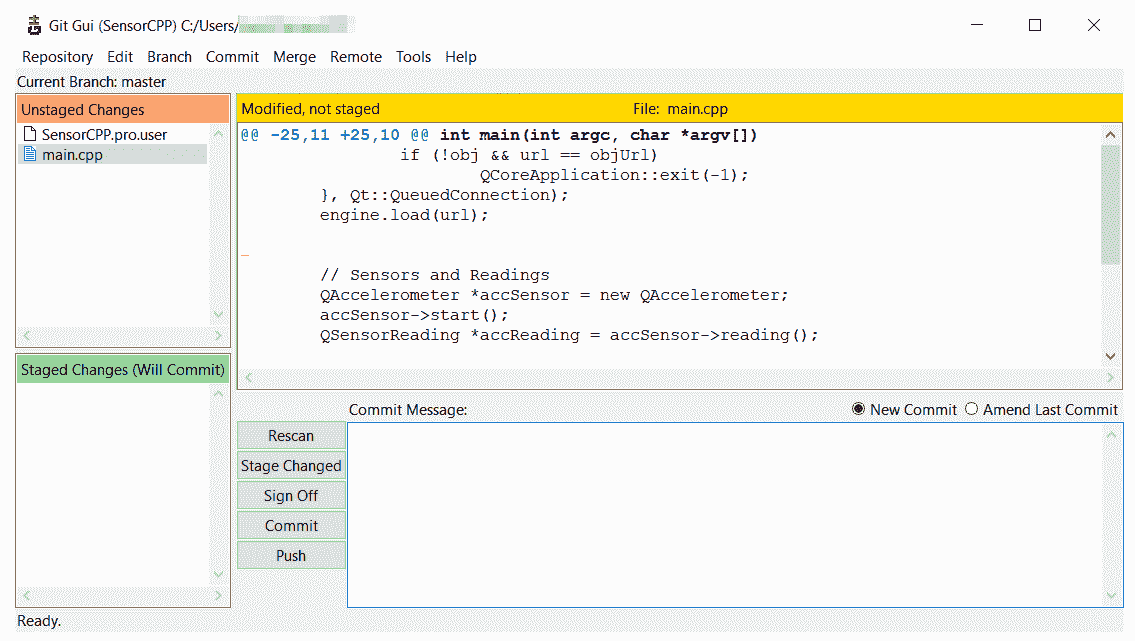 Git Gui (SensorCPP) C:/Users/
Repository Edit Branch Commit Merge Remote Tools Help
Current Branch: master
Unstaged Changes
SensorCPP.pro.user
main.cpp
Modified, not staged File: main.cpp
@@ -25,11 +25,10 @@ int main(int argc, char *argv[])
if (!obj && url == objUrl)
QCoreApplication::exit(-1);
}, Qt::QueuedConnection);
engine.load(url);
-
// Sensors and Readings
QAccelerometer *accSensor = new QAccelerometer;
accSensor->start();
QSensorReading *accReading = accSensor->reading();
Staged Changes (Will Commit)
Commit Message: New Commit Amend Last Commit
Rescan
Stage Changed
Sign Off
Commit
Push
Ready.